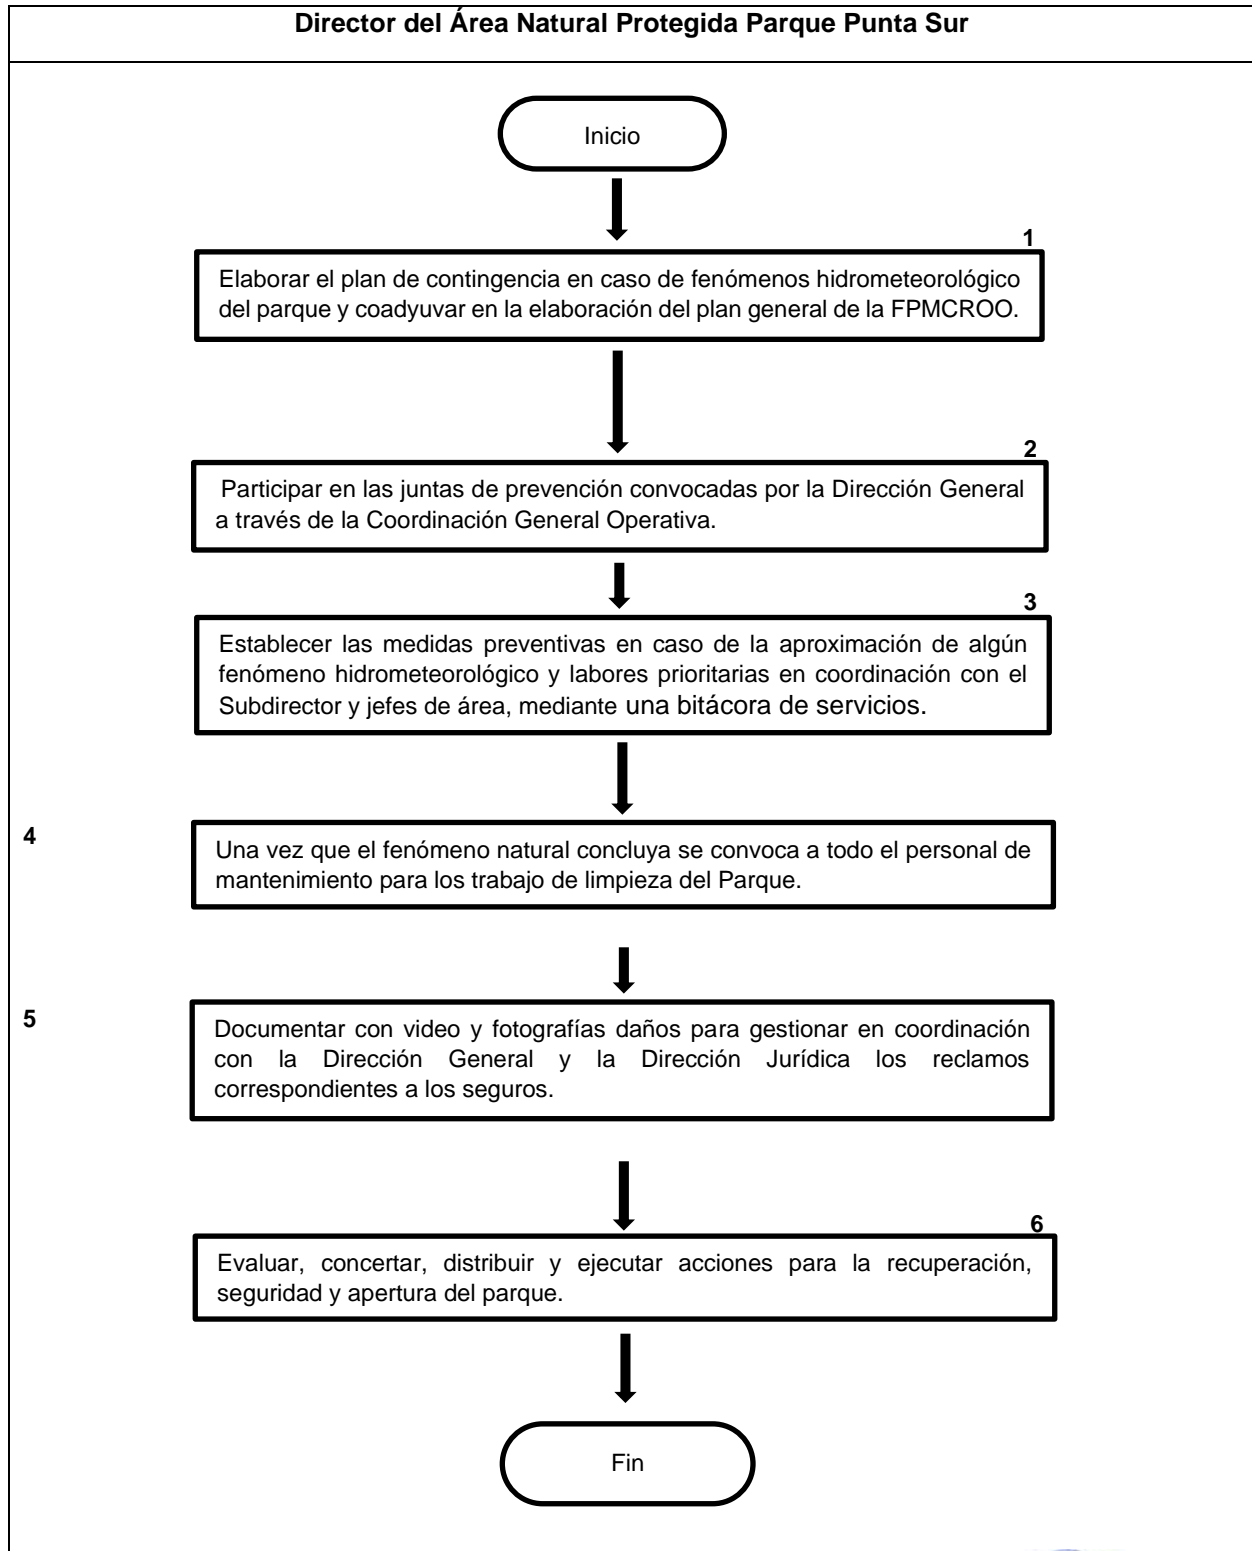 Director del Área Natural Protegida Parque Punta Sur
Inicio
1
Elaborar el plan de contingencia en caso de fenómenos hidrometeorológico
del parque y coadyuvar en la elaboración del plan general de la FPMCROO.
2
Participar en las juntas de prevención convocadas por la Dirección General
a través de la Coordinación General Operativa.
3
Establecer las medidas preventivas en caso de la aproximación de algún
fenómeno hidrometeorológico y labores prioritarias en coordinación con el
Subdirector y jefes de área, mediante una bitácora de servicios.
4
Una vez que el fenómeno natural concluya se convoca a todo el personal de
mantenimiento para los trabajo de limpieza del Parque.
5
Documentar con video y fotografías daños para gestionar en coordinación
con la Dirección General y la Dirección Jurídica los reclamos
correspondientes a los seguros.
6
Evaluar, concertar, distribuir y ejecutar acciones para la recuperación,
seguridad y apertura del parque.
Fin